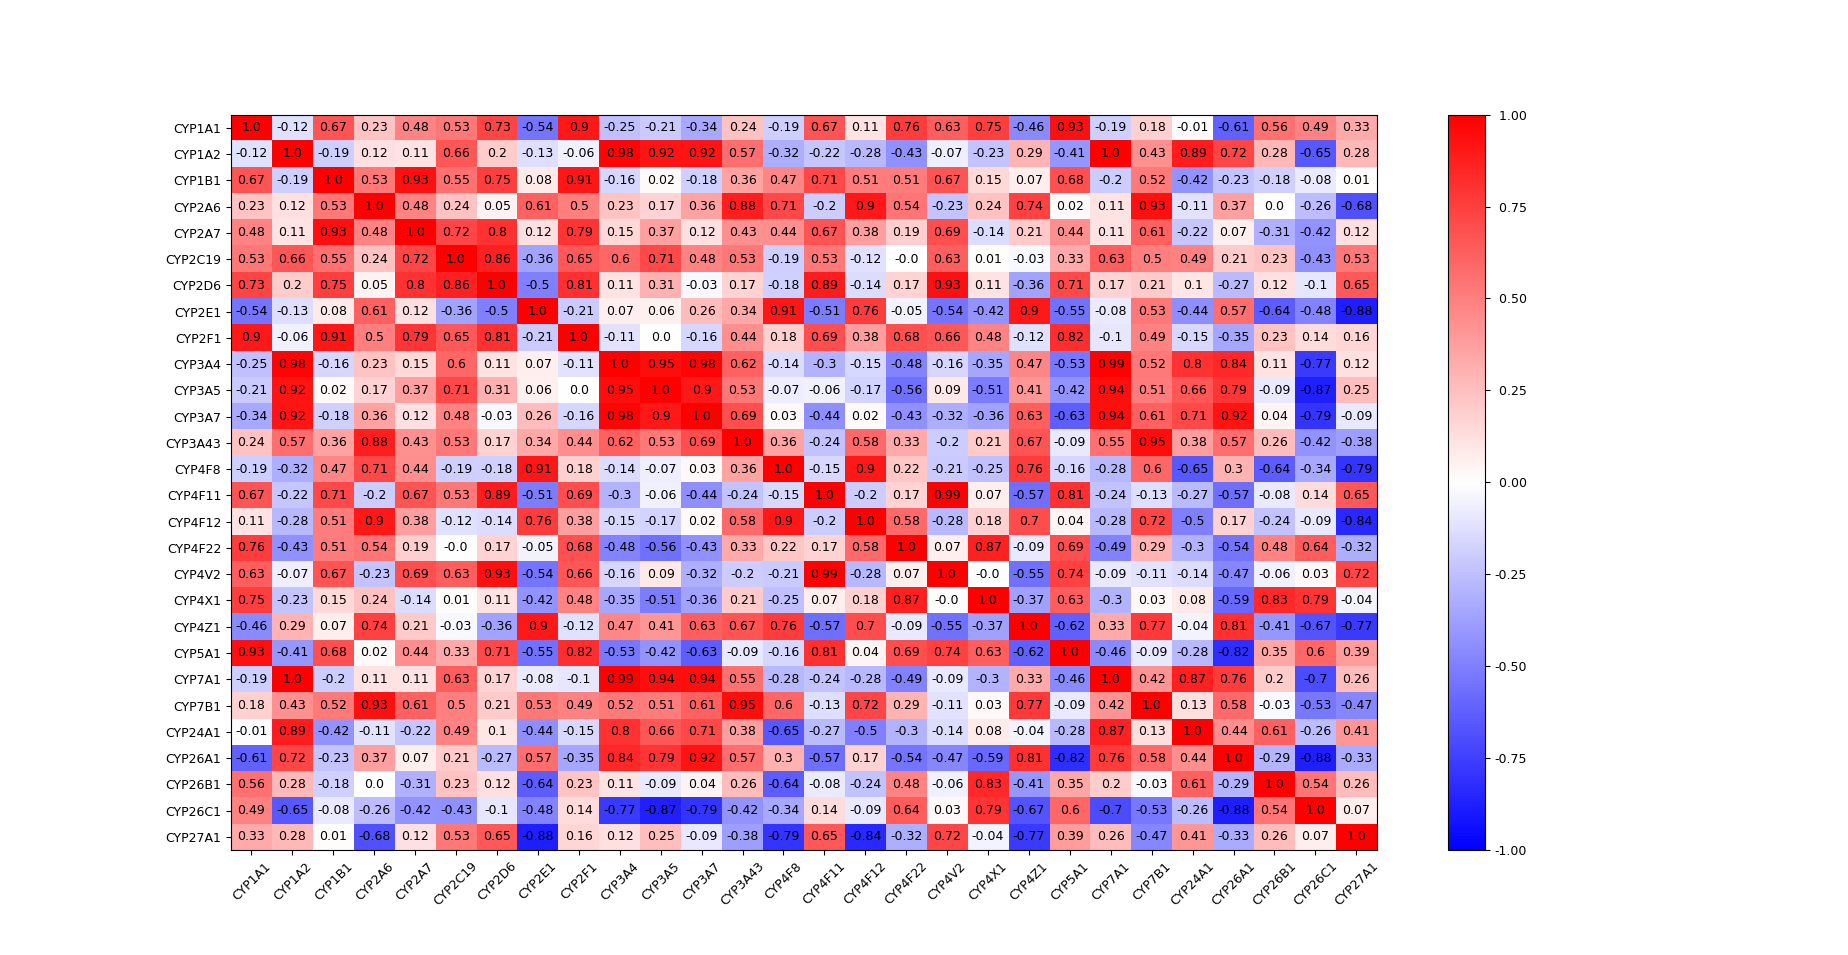 CYP1A1 1.0 -0.12 0.67 0.23 0.48 0.53 0.73 -0.54 0.9 -0.25 -0.21 -0.34 0.24 -0.19 0.67 0.11 0.76 0.63 0.75 -0.46 0.93 -0.19 0.18 -0.01 -0.61 0.56 0.49 0.33 1.00
CYP1A2 -0.12 1.0 -0.19 0.12 0.11 0.66 0.2 -0.13 -0.06 0.98 0.92 0.92 0.57 -0.32 -0.22 -0.28 -0.43 -0.07 -0.23 0.29 -0.41 1.0 0.43 0.89 0.72 0.28 -0.65 0.28
CYP1B1 0.67 -0.19 1.0 0.53 0.93 0.55 0.75 0.08 0.91 -0.16 0.02 -0.18 0.36 0.47 0.71 0.51 0.51 0.67 0.15 0.07 0.68 -0.2 0.52 -0.42 -0.23 -0.18 -0.08 0.01
CYP2A6 0.23 0.12 0.53 1.0 0.48 0.24 0.05 0.61 0.5 0.23 0.17 0.36 0.88 0.71 -0.2 0.9 0.54 -0.23 0.24 0.74 0.02 0.11 0.93 -0.11 0.37 0.0 -0.26 -0.68 0.75
CYP2A7 0.48 0.11 0.93 0.48 1.0 0.72 0.8 0.12 0.79 0.15 0.37 0.12 0.43 0.44 0.67 0.38 0.19 0.69 -0.14 0.21 0.44 0.11 0.61 -0.22 0.07 -0.31 -0.42 0.12
CYP2C19 0.53 0.66 0.55 0.24 0.72 1.0 0.86 -0.36 0.65 0.6 0.71 0.48 0.53 -0.19 0.53 -0.12 -0.0 0.63 0.01 -0.03 0.33 0.63 0.5 0.49 0.21 0.23 -0.43 0.53
CYP2D6 0.73 0.2 0.75 0.05 0.8 0.86 1.0 -0.5 0.81 0.11 0.31 -0.03 0.17 -0.18 0.89 -0.14 0.17 0.93 0.11 -0.36 0.71 0.17 0.21 0.1 -0.27 0.12 -0.1 0.65
CYP2E1 -0.54 -0.13 0.08 0.61 0.12 -0.36 -0.5 1.0 -0.21 0.07 0.06 0.26 0.34 0.91 -0.51 0.76 -0.05 -0.54 -0.42 0.9 -0.55 -0.08 0.53 -0.44 0.57 -0.64 -0.48 -0.88 0.50
CYP2F1 0.9 -0.06 0.91 0.5 0.79 0.65 0.81 -0.21 1.0 -0.11 0.0 -0.16 0.44 0.18 0.69 0.38 0.68 0.66 0.48 -0.12 0.82 -0.1 0.49 -0.15 -0.35 0.23 0.14 0.16
CYP3A4 -0.25 0.98 -0.16 0.23 0.15 0.6 0.11 0.07 -0.11 1.0 0.95 0.98 0.62 -0.14 -0.3 -0.15 -0.48 -0.16 -0.35 0.47 -0.53 0.99 0.52 0.8 0.84 0.11 -0.77 0.12
CYP3A5 -0.21 0.92 0.02 0.17 0.37 0.71 0.31 0.06 0.0 0.95 1.0 0.9 0.53 -0.07 -0.06 -0.17 -0.56 0.09 -0.51 0.41 -0.42 0.94 0.51 0.66 0.79 -0.09 -0.87 0.25 0.25
CYP3A7 -0.34 0.92 -0.18 0.36 0.12 0.48 -0.03 0.26 -0.16 0.98 0.9 1.0 0.69 0.03 -0.44 0.02 -0.43 -0.32 -0.36 0.63 -0.63 0.94 0.61 0.71 0.92 0.04 -0.79 -0.09
CYP3A43 0.24 0.57 0.36 0.88 0.43 0.53 0.17 0.34 0.44 0.62 0.53 0.69 1.0 0.36 -0.24 0.58 0.33 -0.2 0.21 0.67 -0.09 0.55 0.95 0.38 0.57 0.26 -0.42 -0.38
CYP4F8 -0.19 -0.32 0.47 0.71 0.44 -0.19 -0.18 0.91 0.18 -0.14 -0.07 0.03 0.36 1.0 -0.15 0.9 0.22 -0.21 -0.25 0.76 -0.16 -0.28 0.6 -0.65 0.3 -0.64 -0.34 -0.79 0.00
CYP4F11 0.67 -0.22 0.71 -0.2 0.67 0.53 0.89 -0.51 0.69 -0.3 -0.06 -0.44 -0.24 -0.15 1.0 -0.2 0.17 0.99 0.07 -0.57 0.81 -0.24 -0.13 -0.27 -0.57 -0.08 0.14 0.65
CYP4F12 0.11 -0.28 0.51 0.9 0.38 -0.12 -0.14 0.76 0.38 -0.15 -0.17 0.02 0.58 0.9 -0.2 1.0 0.58 -0.28 0.18 0.7 0.04 -0.28 0.72 -0.5 0.17 -0.24 -0.09 -0.84
CYP4F22 0.76 -0.43 0.51 0.54 0.19 -0.0 0.17 -0.05 0.68 -0.48 -0.56 -0.43 0.33 0.22 0.17 0.58 1.0 0.07 0.87 -0.09 0.69 -0.49 0.29 -0.3 -0.54 0.48 0.64 -0.32
CYP4V2 0.63 -0.07 0.67 -0.23 0.69 0.63 0.93 -0.54 0.66 -0.16 0.09 -0.32 -0.2 -0.21 0.99 -0.28 0.07 1.0 -0.0 -0.55 0.74 -0.09 -0.11 -0.14 -0.47 -0.06 0.03 0.72 -0.25
CYP4X1 0.75 -0.23 0.15 0.24 -0.14 0.01 0.11 -0.42 0.48 -0.35 -0.51 -0.36 0.21 -0.25 0.07 0.18 0.87 -0.0 1.0 -0.37 0.63 -0.3 0.03 0.08 -0.59 0.83 0.79 -0.04
CYP4Z1 -0.46 0.29 0.07 0.74 0.21 -0.03 -0.36 0.9 -0.12 0.47 0.41 0.63 0.67 0.76 -0.57 0.7 -0.09 -0.55 -0.37 1.0 -0.62 0.33 0.77 -0.04 0.81 -0.41 -0.67 -0.77
CYP5A1 0.93 -0.41 0.68 0.02 0.44 0.33 0.71 -0.55 0.82 -0.53 -0.42 -0.63 -0.09 -0.16 0.81 0.04 0.69 0.74 0.63 -0.62 1.0 -0.46 -0.09 -0.28 -0.82 0.35 0.6 0.39 -0.50
CYP7A1 -0.19 1.0 -0.2 0.11 0.11 0.63 0.17 -0.08 -0.1 0.99 0.94 0.94 0.55 -0.28 -0.24 -0.28 -0.49 -0.09 -0.3 0.33 -0.46 1.0 0.42 0.87 0.76 0.2 -0.7 0.26
CYP7B1 0.18 0.43 0.52 0.93 0.61 0.5 0.21 0.53 0.49 0.52 0.51 0.61 0.95 0.6 -0.13 0.72 0.29 -0.11 0.03 0.77 -0.09 0.42 1.0 0.13 0.58 -0.03 -0.53 -0.47
CYP24A1 -0.01 0.89 -0.42 -0.11 -0.22 0.49 0.1 -0.44 -0.15 0.8 0.66 0.71 0.38 -0.65 -0.27 -0.5 -0.3 -0.14 0.08 -0.04 -0.28 0.87 0.13 1.0 0.44 0.61 -0.26 0.41
CYP26A1 -0.61 0.72 -0.23 0.37 0.07 0.21 -0.27 0.57 -0.35 0.84 0.79 0.92 0.57 0.3 -0.57 0.17 -0.54 -0.47 -0.59 0.81 -0.82 0.76 0.58 0.44 1.0 -0.29 -0.88 -0.33 -0.75
CYP26B1 0.56 0.28 -0.18 0.0 -0.31 0.23 0.12 -0.64 0.23 0.11 -0.09 0.04 0.26 -0.64 -0.08 -0.24 0.48 -0.06 0.83 -0.41 0.35 0.2 -0.03 0.61 -0.29 1.0 0.54 0.26
CYP26C1 0.49 -0.65 -0.08 -0.26 -0.42 -0.43 -0.1 -0.48 0.14 -0.77 -0.87 -0.79 -0.42 -0.34 0.14 -0.09 0.64 0.03 0.79 -0.67 0.6 -0.7 -0.53 -0.26 -0.88 0.54 1.0 0.07
CYP27A1 0.33 0.28 0.01 -0.68 0.12 0.53 0.65 -0.88 0.16 0.12 0.25 -0.09 -0.38 -0.79 0.65 -0.84 -0.32 0.72 -0.04 -0.77 0.39 0.26 -0.47 0.41 -0.33 0.26 0.07 1.0 -1.00
CYP1A1 CYP1A2 CYP1B1 CYP2A6 CYP2A7 CYP2C19 CYP2D6 CYP2E1 CYP2F1 CYP3A4 CYP3A5 CYP3A7 CYP3A43 CYP4F8 CYP4F11 CYP4F12 CYP4F22 CYP4V2 CYP4X1 CYP4Z1 CYP5A1 CYP7A1 CYP7B1 CYP24A1 CYP26A1 CYP26B1 CYP26C1 CYP27A1